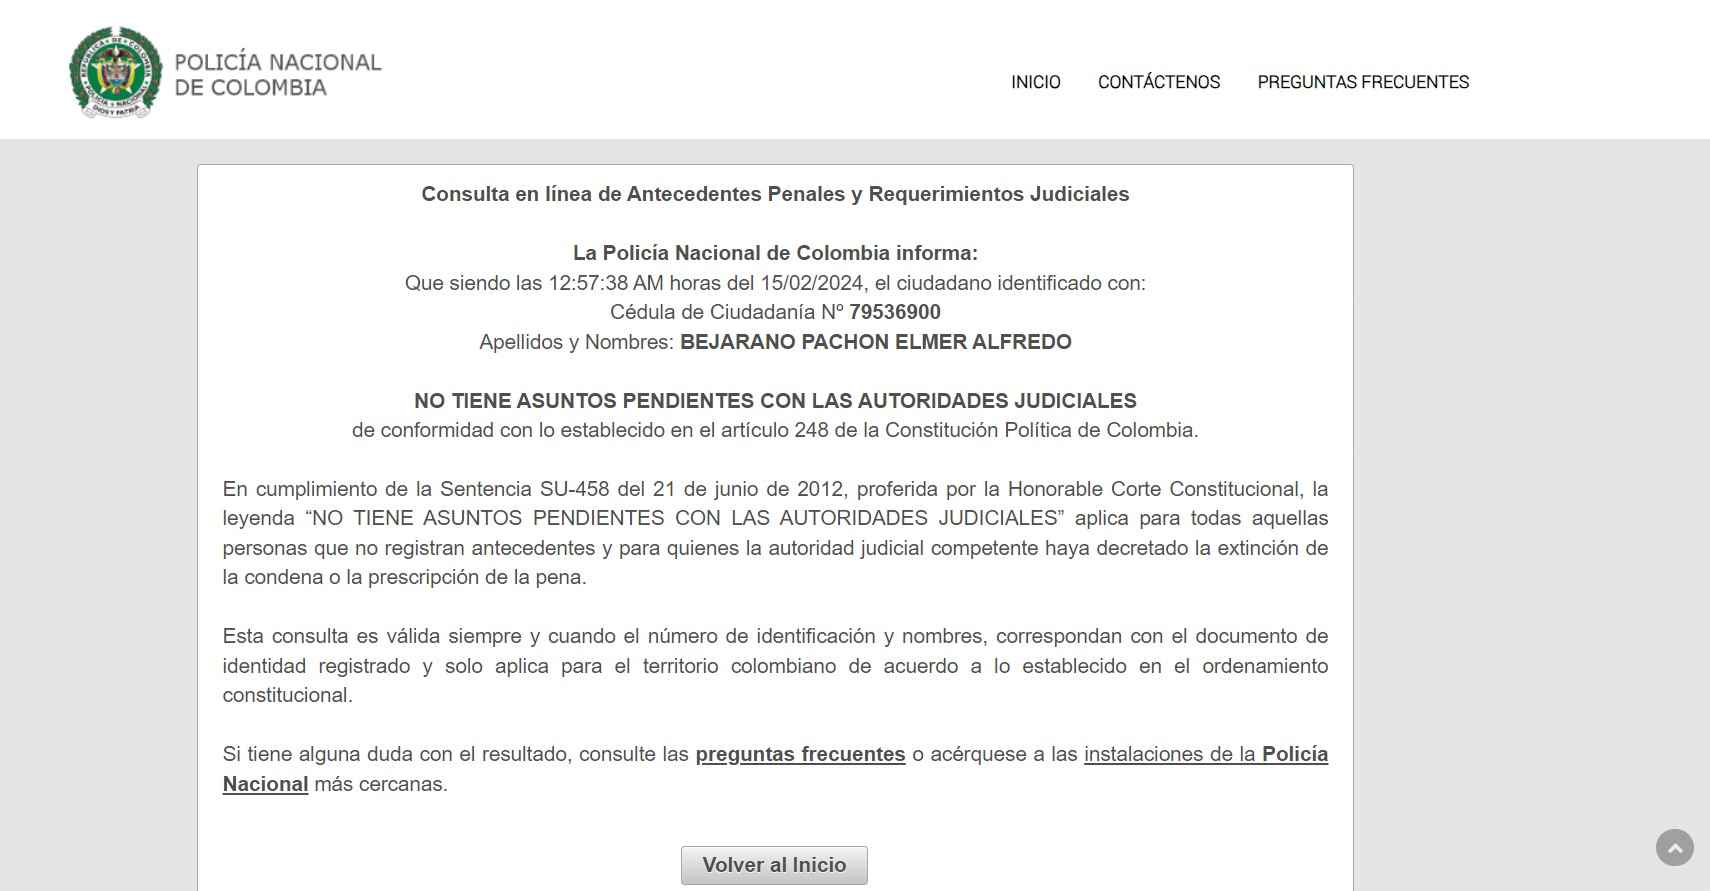 REPÚBLICA DE COLOMBIA
POLICÍA NACIONAL
DIOS Y PATRIA
POLICÍA NACIONAL
DE COLOMBIA
INICIO
CONTÁCTENOS
PREGUNTAS FRECUENTES
Consulta en línea de Antecedentes Penales y Requerimientos Judiciales
La Policía Nacional de Colombia informa:
Que siendo las 12:57:38 AM horas del 15/02/2024, el ciudadano identificado con:
Cédula de Ciudadanía Nº 79536900
Apellidos y Nombres: BEJARANO PACHON ELMER ALFREDO
NO TIENE ASUNTOS PENDIENTES CON LAS AUTORIDADES JUDICIALES
de conformidad con lo establecido en el artículo 248 de la Constitución Política de Colombia.
En cumplimiento de la Sentencia SU-458 del 21 de junio de 2012, proferida por la Honorable Corte Constitucional, la
leyenda “NO TIENE ASUNTOS PENDIENTES CON LAS AUTORIDADES JUDICIALES” aplica para todas aquellas
personas que no registran antecedentes y para quienes la autoridad judicial competente haya decretado la extinción de
la condena o la prescripción de la pena.
Esta consulta es válida siempre y cuando el número de identificación y nombres, correspondan con el documento de
identidad registrado y solo aplica para el territorio colombiano de acuerdo a lo establecido en el ordenamiento
constitucional.
Si tiene alguna duda con el resultado, consulte las preguntas frecuentes o acérquese a las instalaciones de la Policía
Nacional más cercanas.
Volver al Inicio